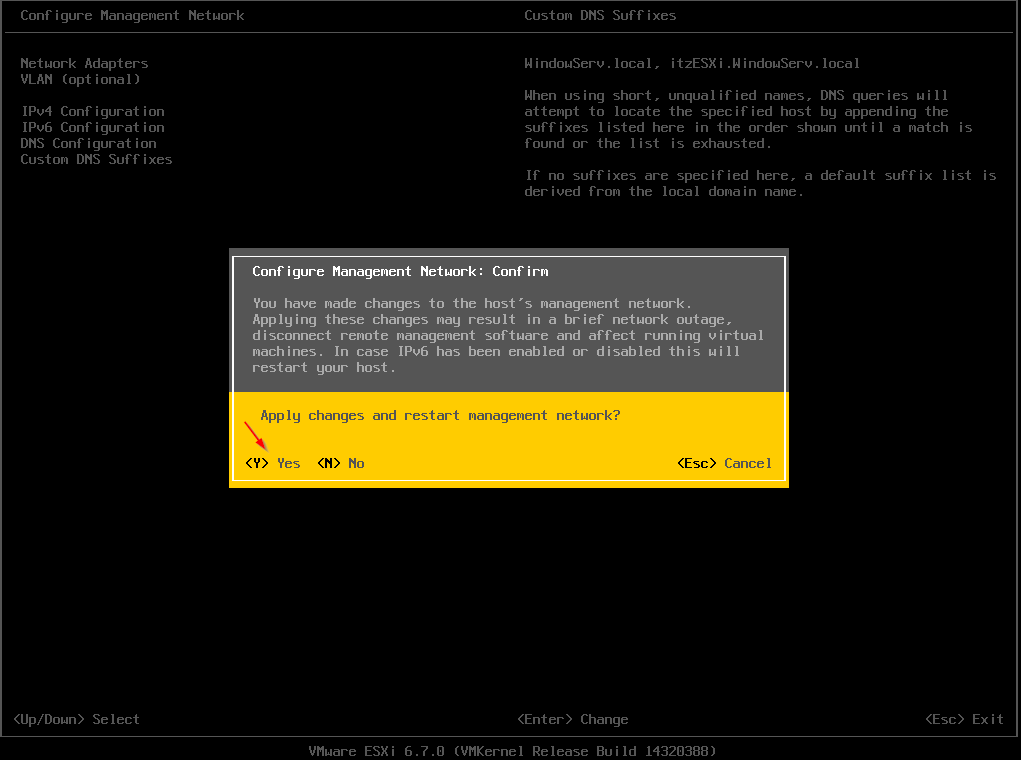 Configure Management Network
Custom DNS Suffixes
Network Adapters
VLAN (optional)
IPv4 Configuration
IPv6 Configuration
DNS Configuration
Custom DNS Suffixes
WindowServ.local, itzESXi.WindowServ.local
When using short, unqualified names, DNS queries will
attempt to locate the specified host by appending the
suffixes listed here in the order shown until a match is
found or the list is exhausted.
If no suffixes are specified here, a default suffix list is
derived from the local domain name.
Configure Management Network: Confirm
You have made changes to the host's management network.
Applying these changes may result in a brief network outage,
disconnect remote management software and affect running virtual
machines. In case IPv6 has been enabled or disabled this will
restart your host.
Apply changes and restart management network?
<Y> Yes <N> No <Esc> Cancel
<Up/Down> Select <Enter> Change <Esc> Exit
VMware ESXi 6.7.0 (VMKernel Release Build 14320388)